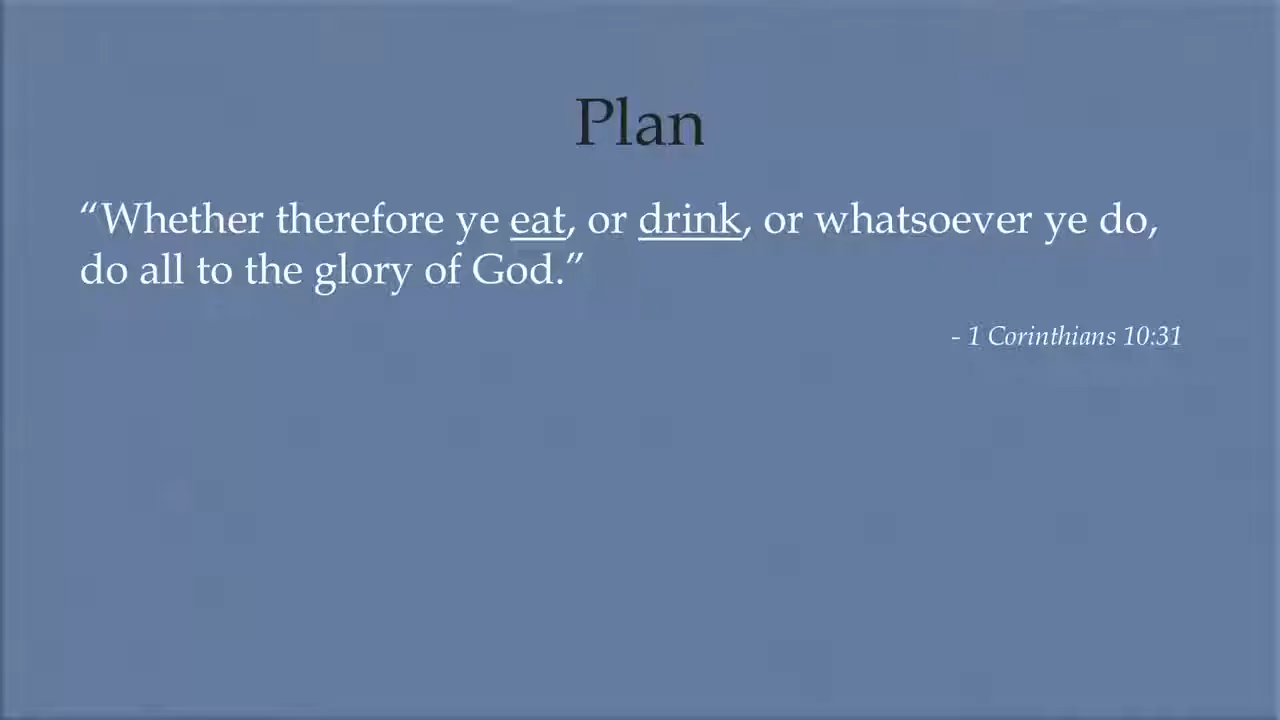 Plan
“Whether therefore ye eat, or drink, or whatsoever ye do,
do all to the glory of God.”
- 1 Corinthians 10:31